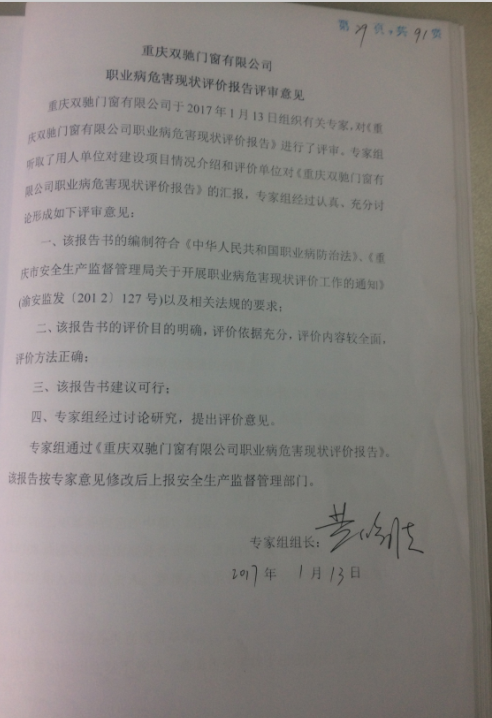 第29页，共91页
重庆双驰门窗有限公司
职业病危害现状评价报告评审意见
重庆双驰门窗有限公司于2017年1月13日组织有关专家，对《重
庆双驰门窗有限公司职业病危害现状评价报告》进行了评审。专家组
听取了用人单位对建设项目情况介绍和评价单位对《重庆双驰门窗有
限公司职业病危害现状评价报告》的汇报，专家组经过认真、充分讨
论形成如下评审意见：
一、该报告书的编制符合《中华人民共和国职业病防治法》、《重
庆市安全生产监督管理局关于开展职业病危害现状评价工作的通知》
(渝安监发〔2012〕127号)以及相关法规的要求；
二、该报告书的评价目的明确，评价依据充分，评价内容较全面，
评价方法正确；
三、该报告书建议可行；
四、专家组经过讨论研究，提出评价意见。
专家组通过《重庆双驰门窗有限公司职业病危害现状评价报告》。
该报告按专家意见修改后上报安全生产监督管理部门。
专家组组长：
2017年 1月13日